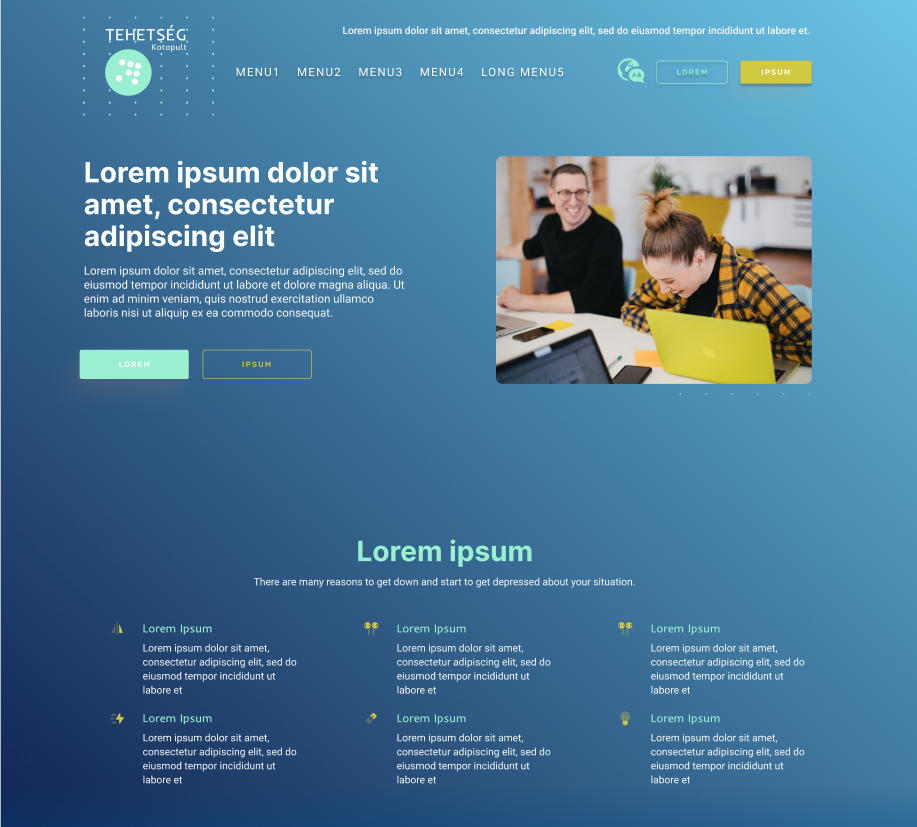 TEHETSÉG
Katapult
Lorem ipsum dolor sit amet, consectetur adipiscing elit, sed do eiusmod tempor incididunt ut labore et.
MENU1 MENU2 MENU3 MENU4 LONG MENU5
LOREM IPSUM
Lorem ipsum dolor sit
amet, consectetur
adipiscing elit
Lorem ipsum dolor sit amet, consectetur adipiscing elit, sed do
eiusmod tempor incididunt ut labore et dolore magna aliqua. Ut
enim ad minim veniam, quis nostrud exercitation ullamco
laboris nisi ut aliquip ex ea commodo consequat.
LOREM IPSUM
Lorem ipsum
There are many reasons to get down and start to get depressed about your situation.
Lorem Ipsum
Lorem ipsum dolor sit amet,
consectetur adipiscing elit, sed do
eiusmod tempor incididunt ut
labore et
Lorem Ipsum
Lorem ipsum dolor sit amet,
consectetur adipiscing elit, sed do
eiusmod tempor incididunt ut
labore et
Lorem Ipsum
Lorem ipsum dolor sit amet,
consectetur adipiscing elit, sed do
eiusmod tempor incididunt ut
labore et
Lorem Ipsum
Lorem ipsum dolor sit amet,
consectetur adipiscing elit, sed do
eiusmod tempor incididunt ut
labore et
Lorem Ipsum
Lorem ipsum dolor sit amet,
consectetur adipiscing elit, sed do
eiusmod tempor incididunt ut
labore et
Lorem Ipsum
Lorem ipsum dolor sit amet,
consectetur adipiscing elit, sed do
eiusmod tempor incididunt ut
labore et